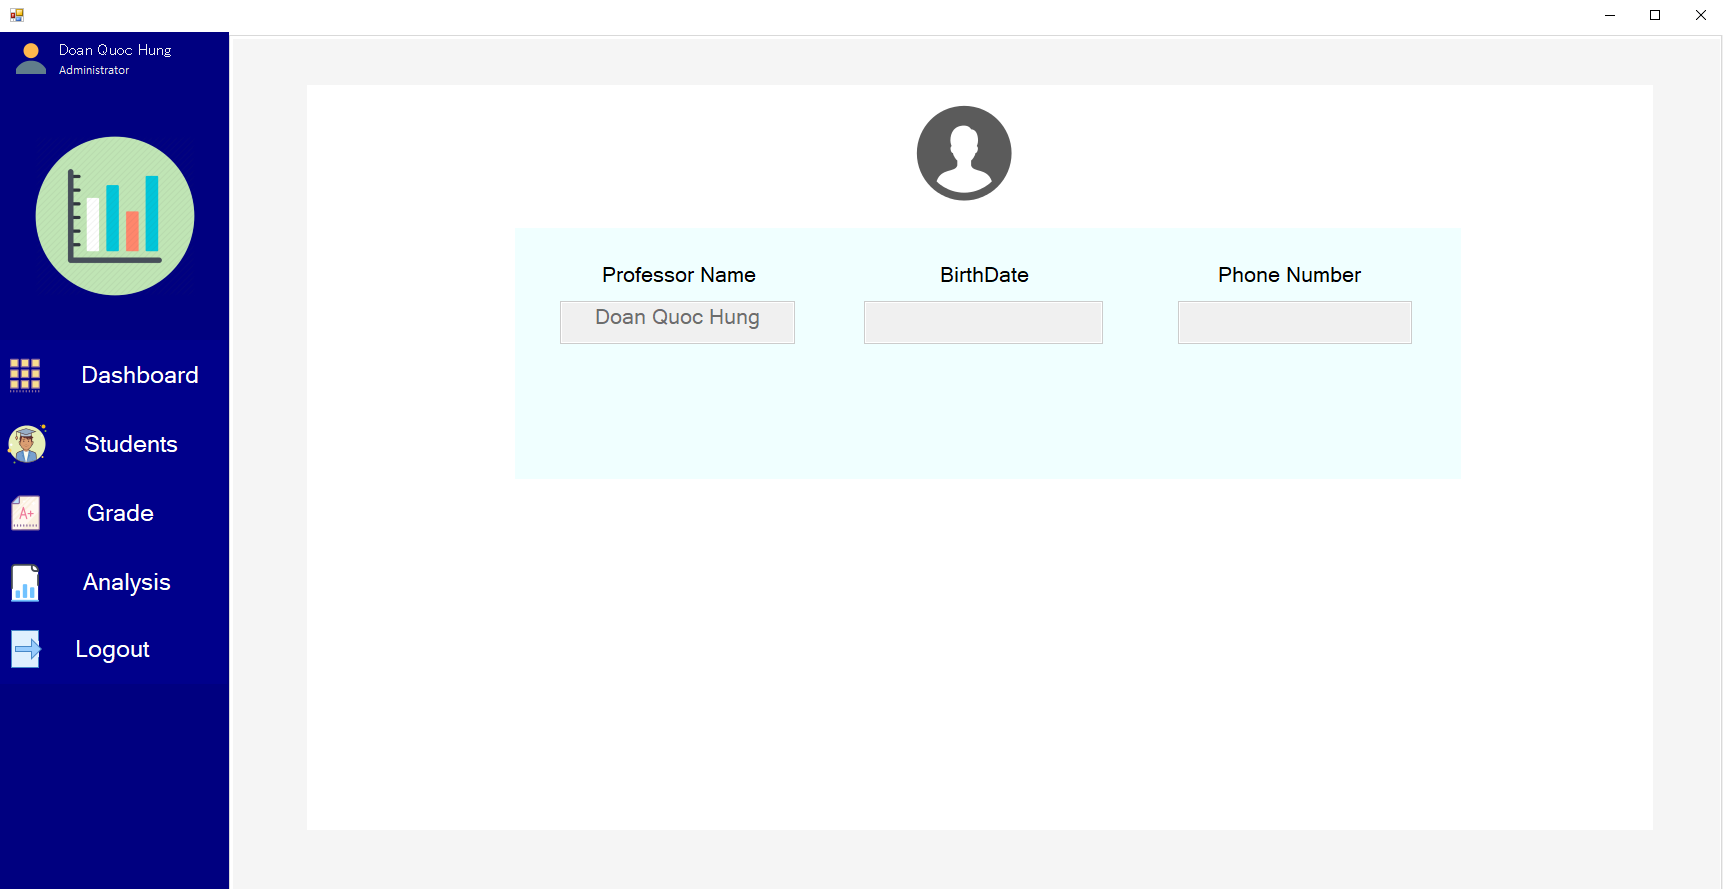 Doan Quoc Hung
Administrator
Dashboard
Students
A+
Grade
Analysis
Logout
Professor Name
BirthDate
Phone Number
Doan Quoc Hung